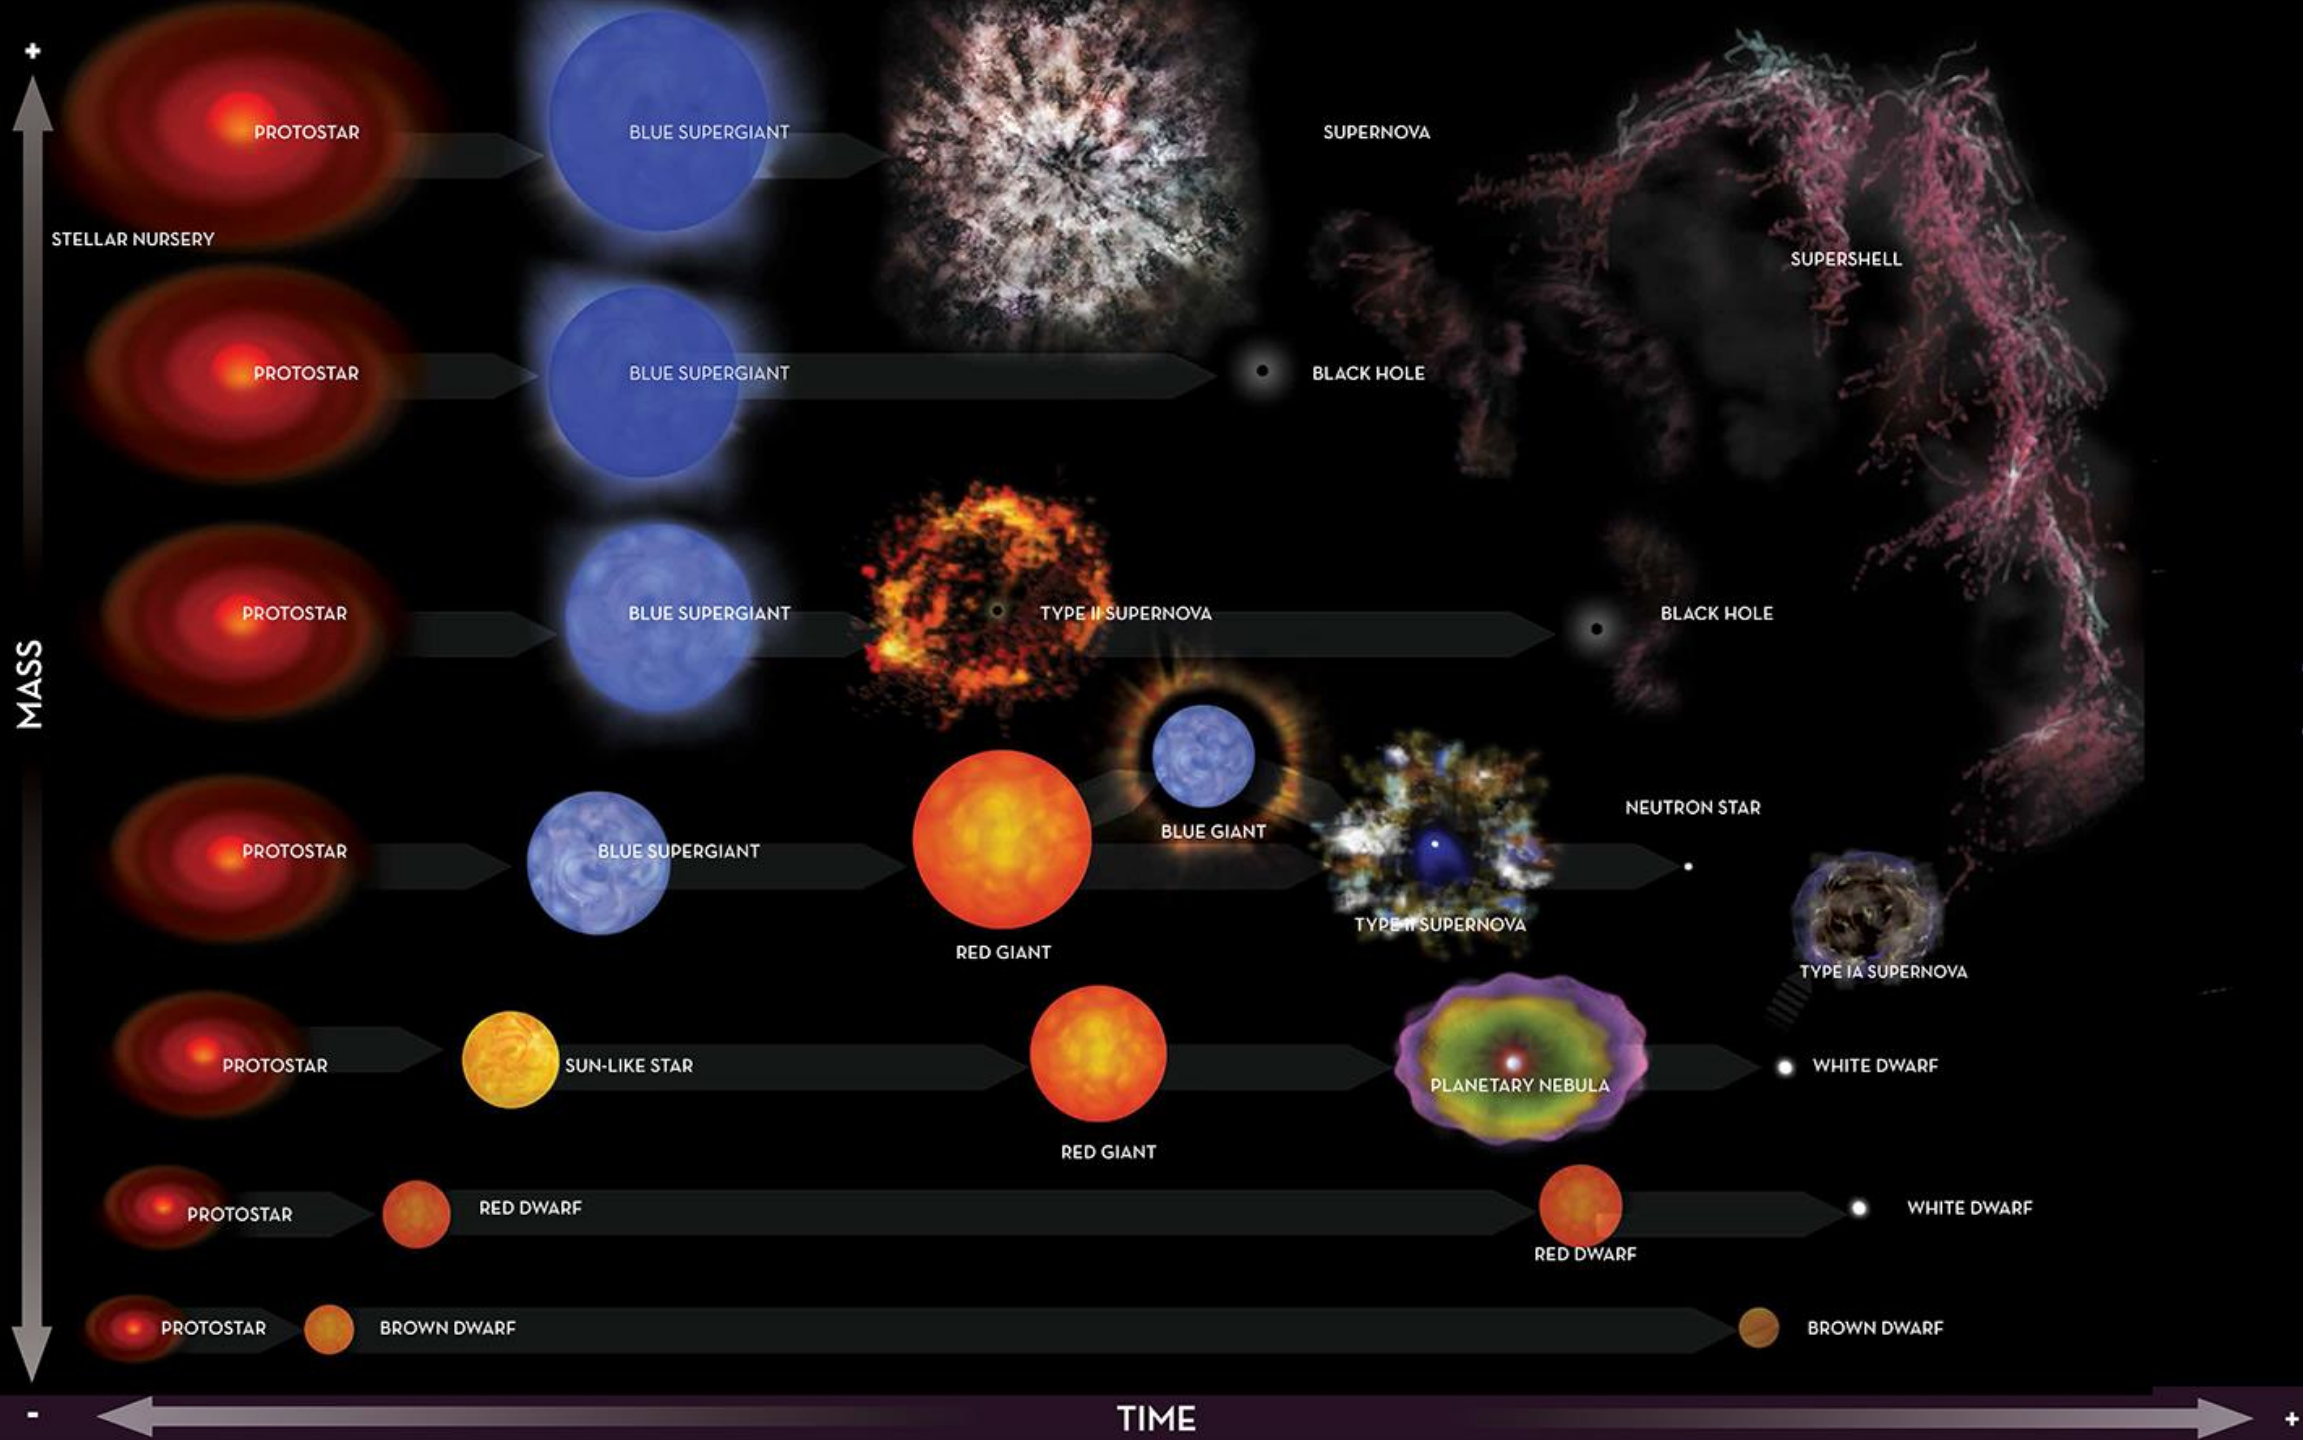 +
PROTOSTAR
BLUE SUPERGIANT
SUPERNOVA
STELLAR NURSERY
SUPERSHELL
PROTOSTAR
BLUE SUPERGIANT
BLACK HOLE
PROTOSTAR
BLUE SUPERGIANT
TYPE II SUPERNOVA
BLACK HOLE
MASS
NEUTRON STAR
BLUE GIANT
PROTOSTAR
BLUE SUPERGIANT
TYPE II SUPERNOVA
RED GIANT
TYPE IA SUPERNOVA
PROTOSTAR
SUN-LIKE STAR
WHITE DWARF
PLANETARY NEBULA
RED GIANT
PROTOSTAR
RED DWARF
WHITE DWARF
RED DWARF
PROTOSTAR
BROWN DWARF
BROWN DWARF
-
TIME
+